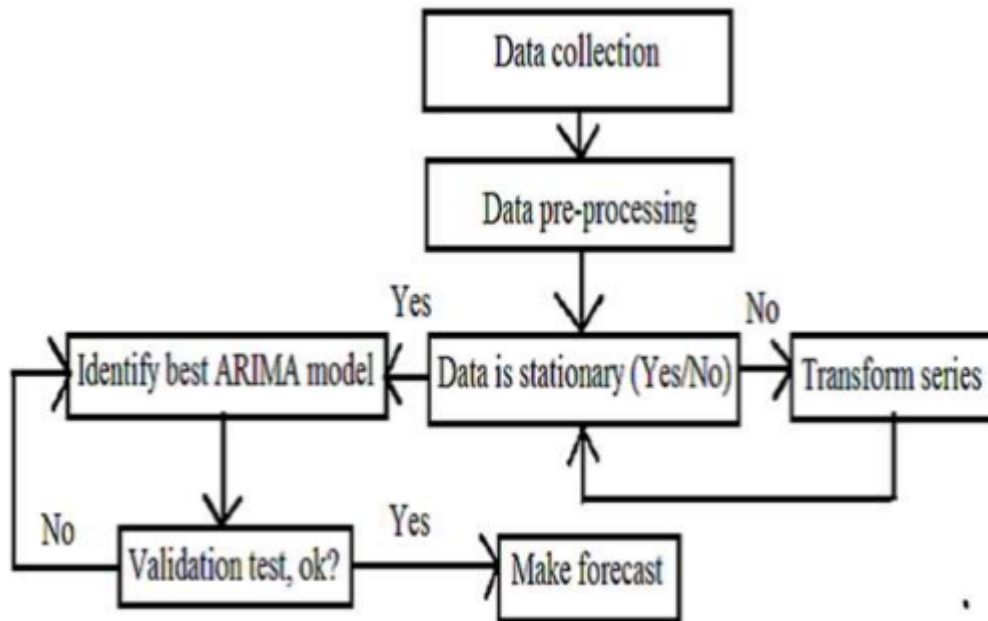 Data collection
Data pre-processing
Yes
No
Identify best ARIMA model
Data is stationary (Yes/No)
Transform series
No
Yes
Validation test, ok?
Make forecast